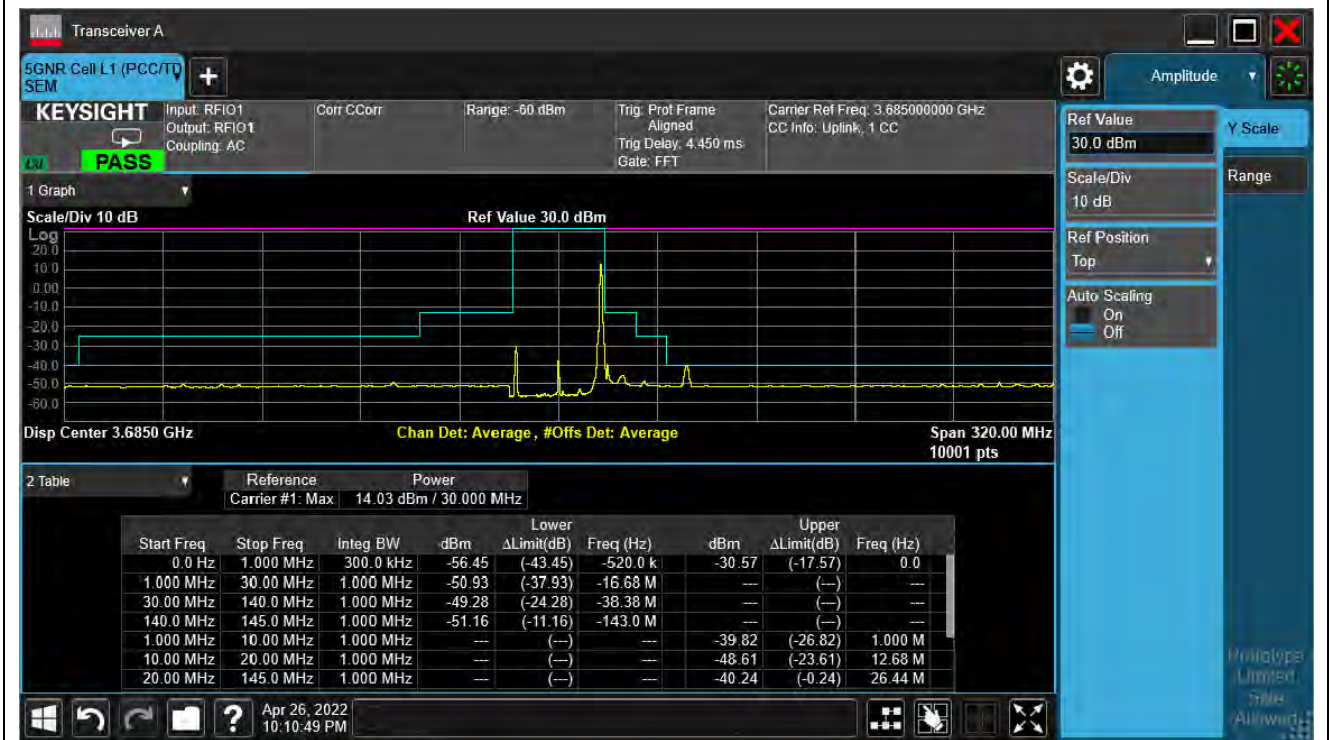 Transceiver A
5GNR Cell L1 (PCC/TD
SEM
+
Amplitude
KEYSIGHT
Input: RFIO1
Output: RFIO1
Coupling: AC
Corr CCorr
Range: -60 dBm
Trig: Prot Frame
Aligned
Trig Delay: 4.450 ms
Gate: FFT
Carrier Ref Freq: 3.685000000 GHz
CC Info: Uplink, 1 CC
PASS
Ref Value
30.0 dBm
Y Scale
Scale/Div
10 dB
Range
Ref Position
Top
Auto Scaling
On
Off
1 Graph
Scale/Div 10 dB
Ref Value 30.0 dBm
Log
20.0
10.0
0.00
-10.0
-20.0
-30.0
-40.0
-50.0
-60.0
Disp Center 3.6850 GHz
Chan Det: Average , #Offs Det: Average
Span 320.00 MHz
10001 pts
2 Table
Reference Power
Carrier #1: Max 14.03 dBm / 30.000 MHz
Lower Upper
Start Freq Stop Freq Integ BW dBm ΔLimit(dB) Freq (Hz) dBm ΔLimit(dB) Freq (Hz)
0.0 Hz 1.000 MHz 300.0 kHz -56.45 (-43.45) -520.0 k -30.57 (-17.57) 0.0
1.000 MHz 30.00 MHz 1.000 MHz -50.93 (-37.93) -16.68 M --- (---) ---
30.00 MHz 140.0 MHz 1.000 MHz -49.28 (-24.28) -38.38 M --- (---) ---
140.0 MHz 145.0 MHz 1.000 MHz -51.16 (-11.16) -143.0 M --- (---) ---
1.000 MHz 10.00 MHz 1.000 MHz --- (---) --- -39.82 (-26.82) 1.000 M
10.00 MHz 20.00 MHz 1.000 MHz --- (---) --- -48.61 (-23.61) 12.68 M
20.00 MHz 145.0 MHz 1.000 MHz --- (---) --- -40.24 (-0.24) 26.44 M
?
Apr 26, 2022
10:10:49 PM